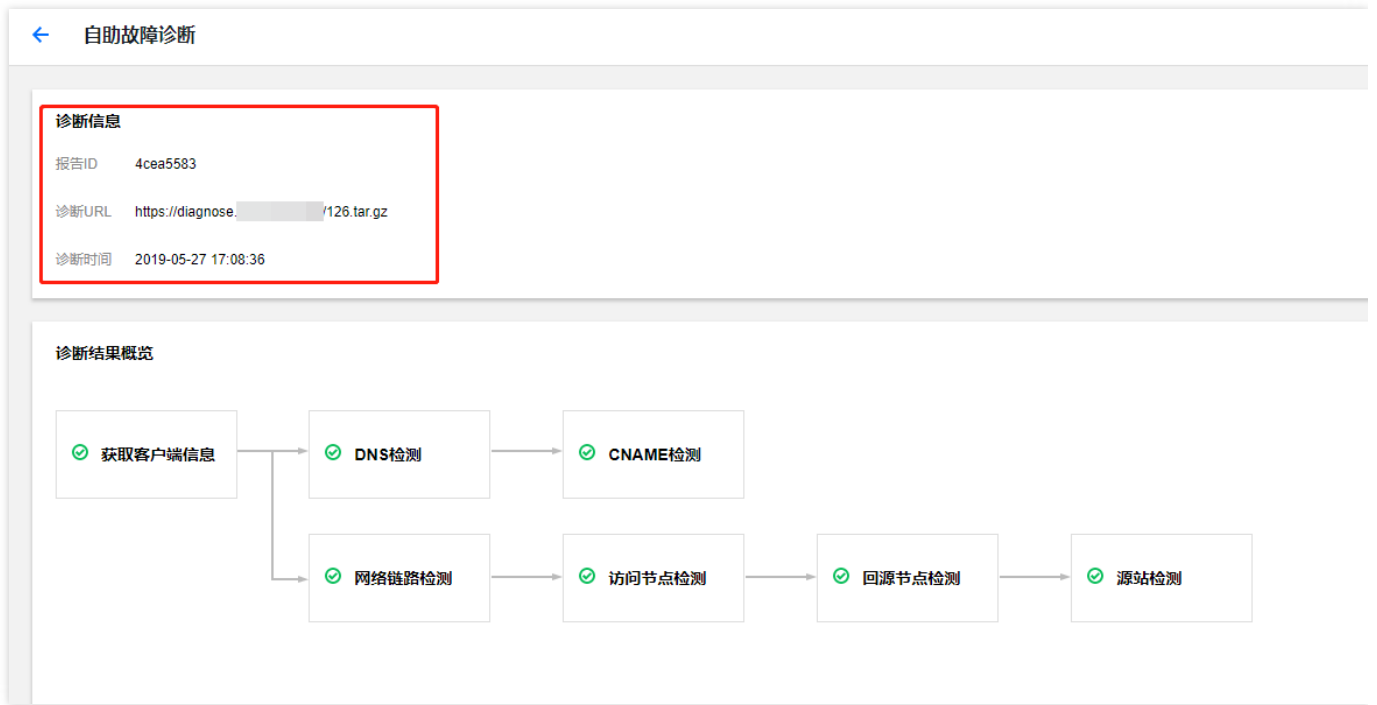 自助故障诊断
诊断信息
报告ID 4cea5583
诊断URL https://diagnose. /126.tar.gz
诊断时间 2019-05-27 17:08:36
诊断结果概览
获取客户端信息 DNS检测 CNAME检测
网络链路检测 访问节点检测 回源节点检测 源站检测